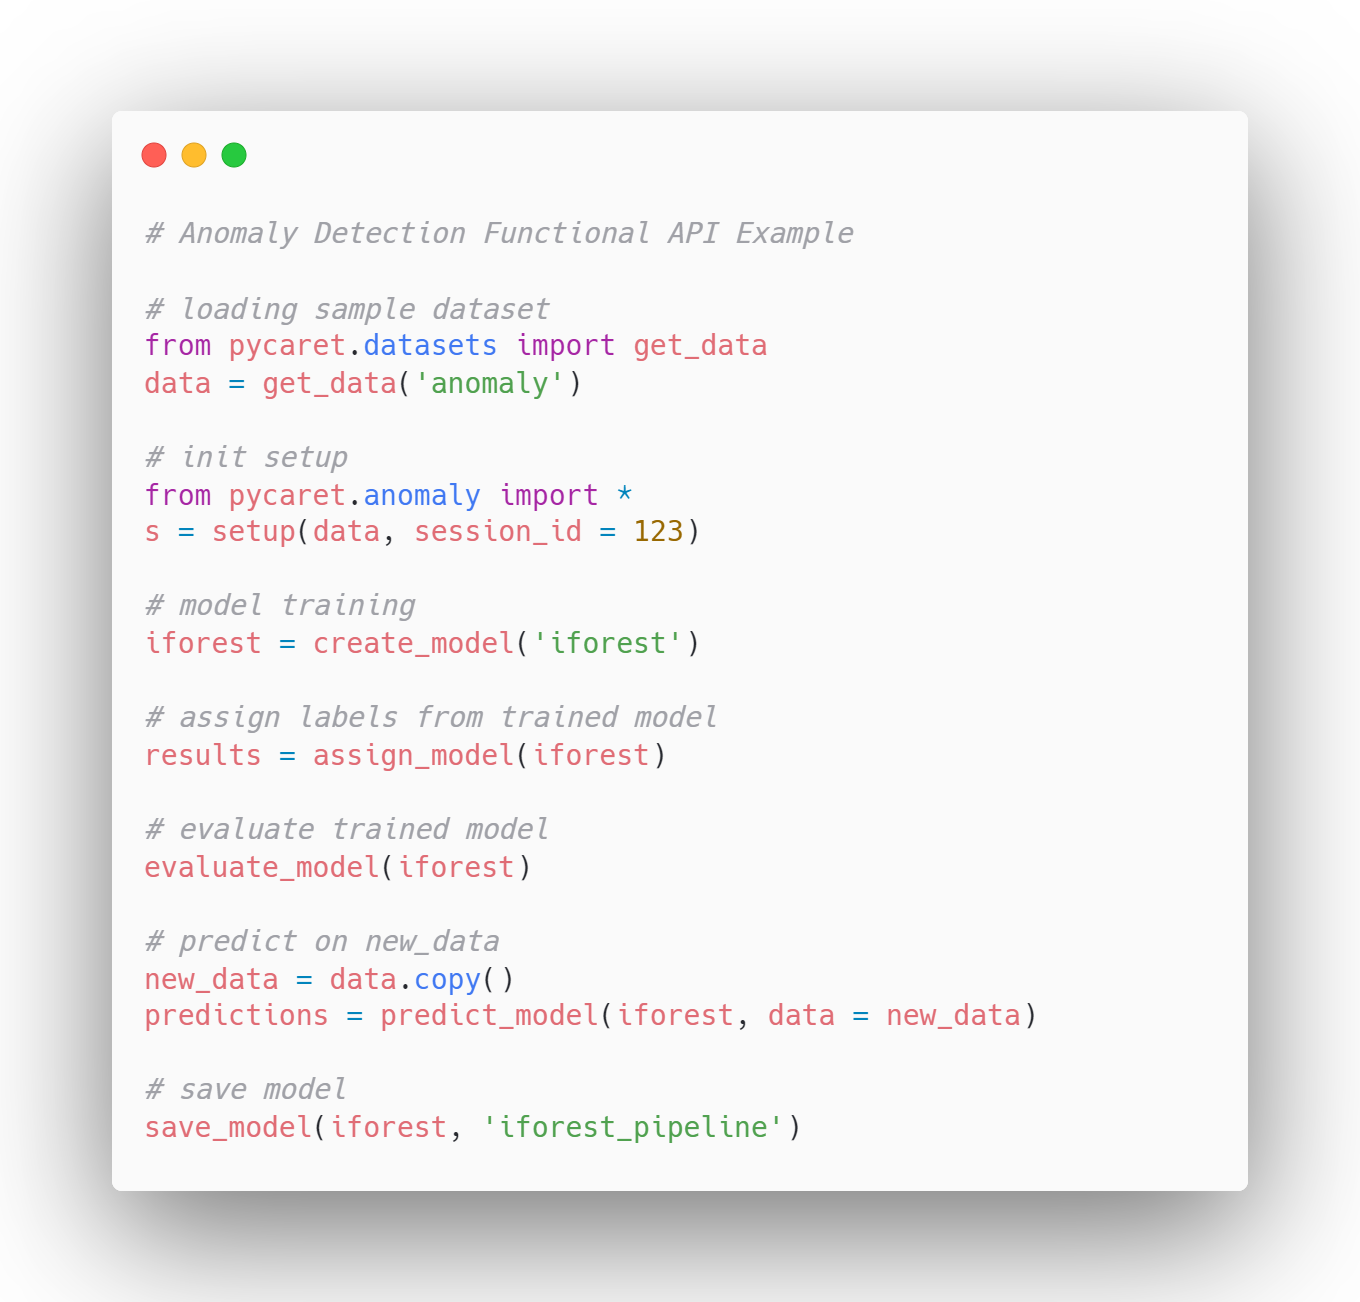 # Anomaly Detection Functional API Example
# loading sample dataset
from pycaret.datasets import get_data
data = get_data('anomaly')
# init setup
from pycaret.anomaly import *
s = setup(data, session_id = 123)
# model training
iforest = create_model('iforest')
# assign labels from trained model
results = assign_model(iforest)
# evaluate trained model
evaluate_model(iforest)
# predict on new_data
new_data = data.copy()
predictions = predict_model(iforest, data = new_data)
# save model
save_model(iforest, 'iforest_pipeline')